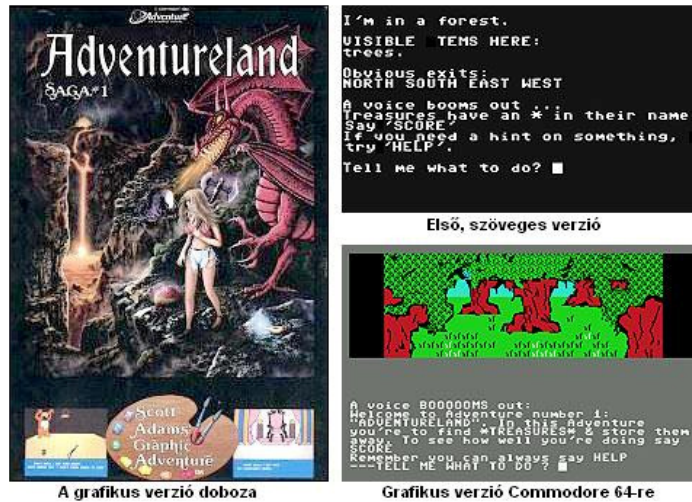 Adventure
Adventureland
SAGA #1
Scott
Adams
Graphic
Adventure
A grafikus verzió doboza
I'm in a forest.
VISIBLE TEMS HERE:
trees.
Obvious exits:
NORTH SOUTH EAST WEST
A voice booms out ...
Treasures have an * in their name
Say 'SCORE'
If you need a hint on something,
try 'HELP'.
Tell me what to do?
Első, szöveges verzió
A voice BOOOOOMS out:
Welcome to Adventure number 1:
"ADVENTURELAND". In this Adventure
you're to find *TREASURES* & store them
away. To see how well you're doing say
SCORE
Remember you can always say HELP
---TELL ME WHAT TO DO ?
Grafikus verzió Commodore 64-re